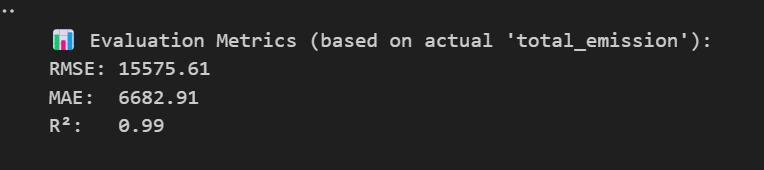 ..
📊 Evaluation Metrics (based on actual 'total_emission'):
RMSE: 15575.61
MAE:  6682.91
R²:   0.99